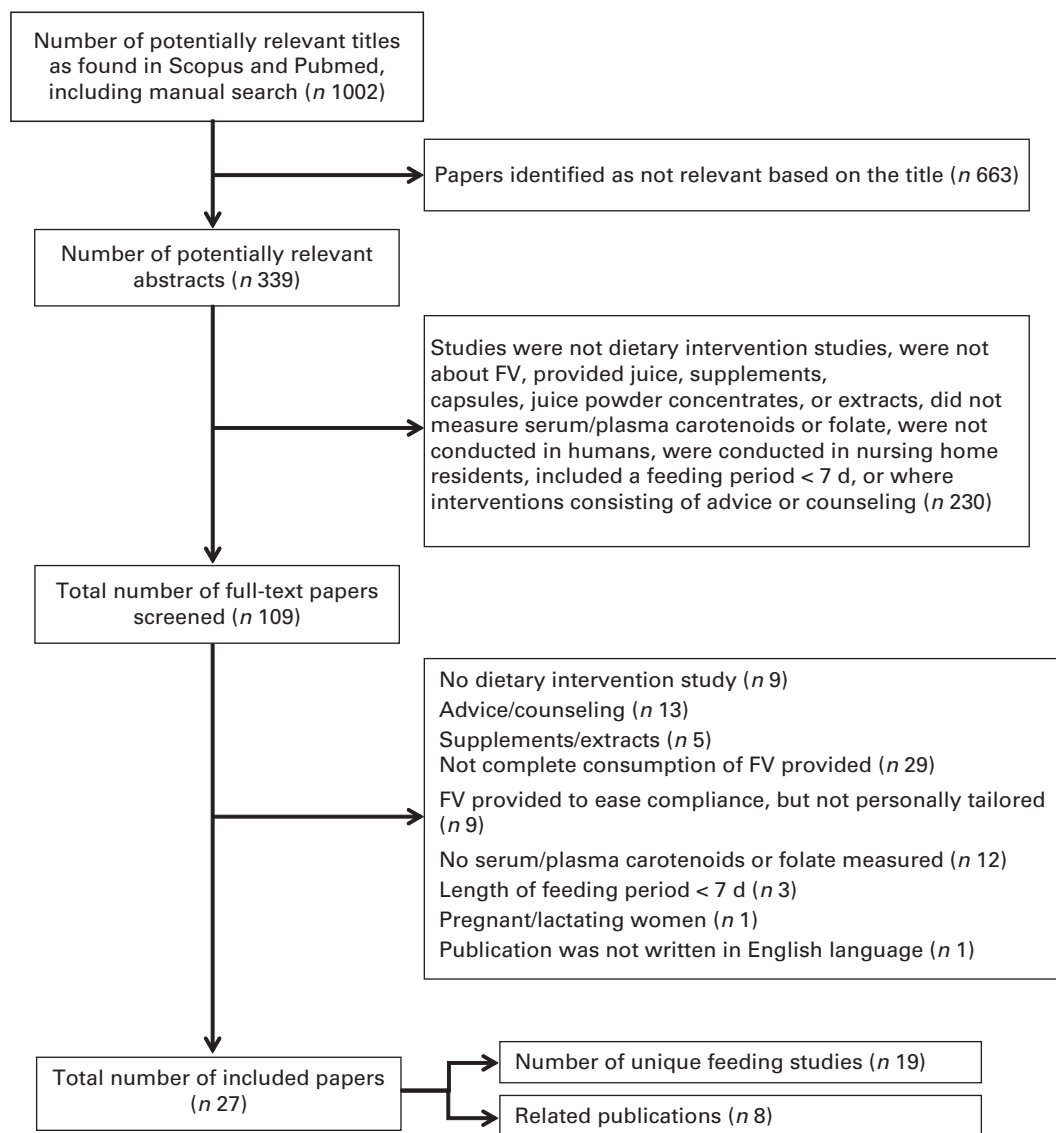 Number of potentially relevant titles
as found in Scopus and Pubmed,
including manual search (n 1002)
Papers identified as not relevant based on the title (n 663)
Number of potentially relevant
abstracts (n 339)
Studies were not dietary intervention studies, were not
about FV, provided juice, supplements,
capsules, juice powder concentrates, or extracts, did not
measure serum/plasma carotenoids or folate, were not
conducted in humans, were conducted in nursing home
residents, included a feeding period < 7 d, or where
interventions consisting of advice or counseling (n 230)
Total number of full-text papers
screened (n 109)
No dietary intervention study (n 9)
Advice/counseling (n 13)
Supplements/extracts (n 5)
Not complete consumption of FV provided (n 29)
FV provided to ease compliance, but not personally tailored
(n 9)
No serum/plasma carotenoids or folate measured (n 12)
Length of feeding period < 7 d (n 3)
Pregnant/lactating women (n 1)
Publication was not written in English language (n 1)
Total number of included papers
(n 27)
Number of unique feeding studies (n 19)
Related publications (n 8)